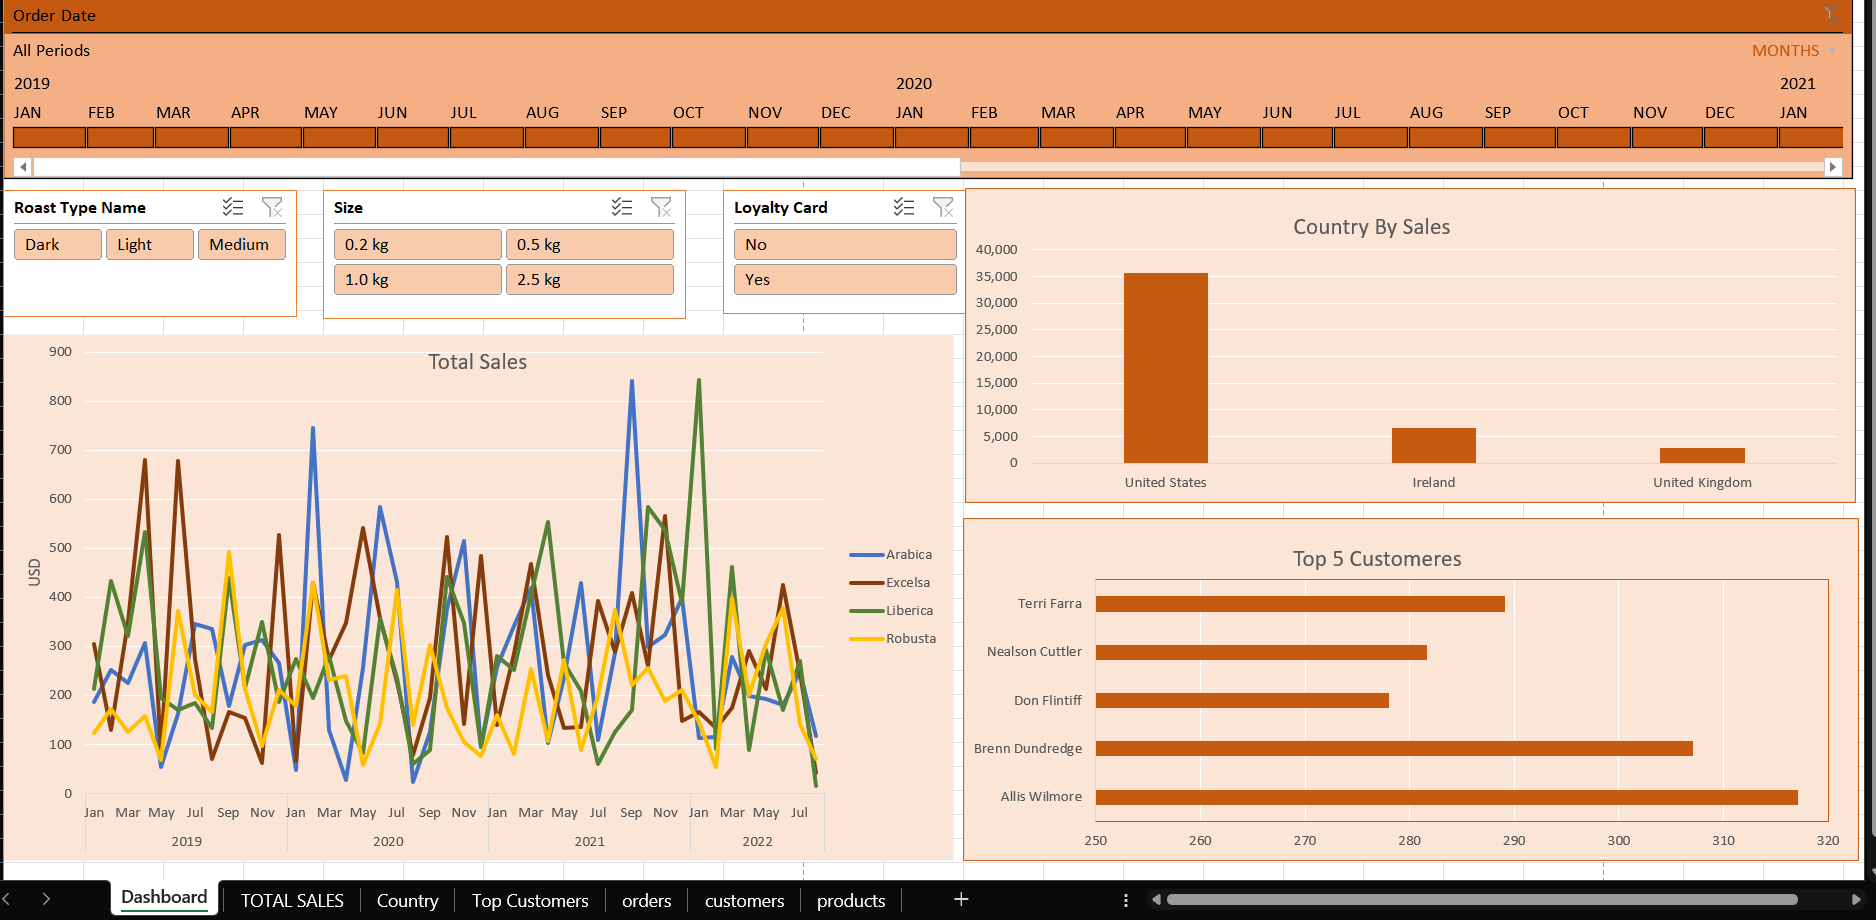 Order Date
All Periods
MONTHS
2019 2020 2021
JAN FEB MAR APR MAY JUN JUL AUG SEP OCT NOV DEC JAN FEB MAR APR MAY JUN JUL AUG SEP OCT NOV DEC JAN
Roast Type Name
Dark Light Medium
Size
0.2 kg 0.5 kg
1.0 kg 2.5 kg
Loyalty Card
No
Yes
Country By Sales
40,000
35,000
30,000
25,000
20,000
15,000
10,000
5,000
0
United States Ireland United Kingdom
Total Sales
USD
900
800
700
600
500
400
300
200
100
0
Jan Mar May Jul Sep Nov Jan Mar May Jul Sep Nov Jan Mar May Jul Sep Nov Jan Mar May Jul
2019 2020 2021 2022
Arabica
Excelsa
Liberica
Robusta
Top 5 Customeres
Terri Farra
Nealson Cuttler
Don Flintiff
Brenn Dundredge
Allis Wilmore
250 260 270 280 290 300 310 320
Dashboard TOTAL SALES Country Top Customers orders customers products